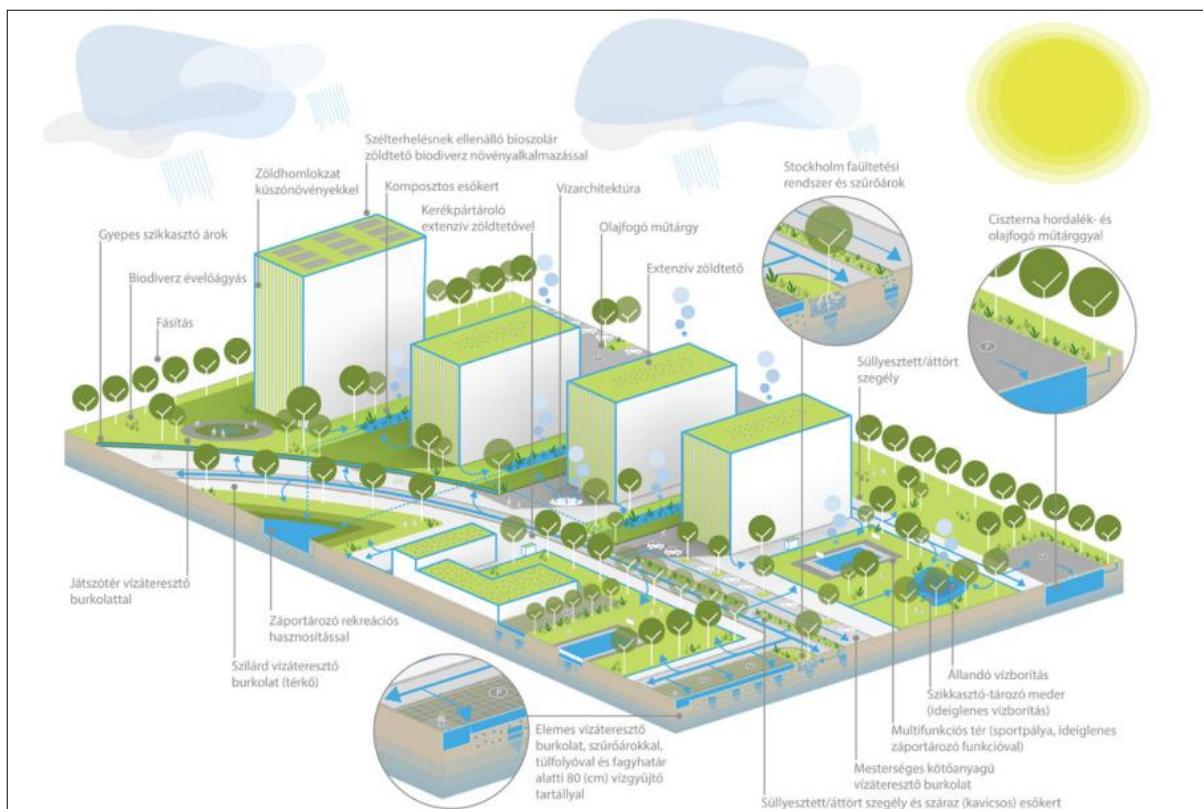 Szélterhelésnek ellenálló bioszolár
zöldtető biodiverz növényalkalmazással
Zöldhomlokzat
kúszónövényekkel
Komposztos esőkert
Vízarchitektúra
Kerékpártároló
extenzív zöldtetővel
Stockholm faültetési
rendszer és szűrőárok
Ciszterna hordalék- és
olajfogó műtárggyal
Gyepes szikkasztó árok
Olajfogó műtárgy
Biodiverz évelőágyás
Extenzív zöldtető
Fásítás
Süllyesztett/áttört
szegély
Játszótér vízáteresztő
burkolattal
Záportározó rekreációs
hasznosítással
Szilárd vízáteresztő
burkolat (térkő)
Állandó vízborítás
Szikkasztó-tározó meder
(ideiglenes vízborítás)
Multifunkciós tér (sportpálya, ideiglenes
záportározó funkcióval)
Elemes vízáteresztő
burkolat, szűrőárokkal,
túlfolyóval és fagyhatár
alatti 80 (cm) vízgyűjtő
tartállyal
Mesterséges kötőanyagú
vízáteresztő burkolat
Süllyesztett/áttört szegély és száraz (kavicsos) esőkert